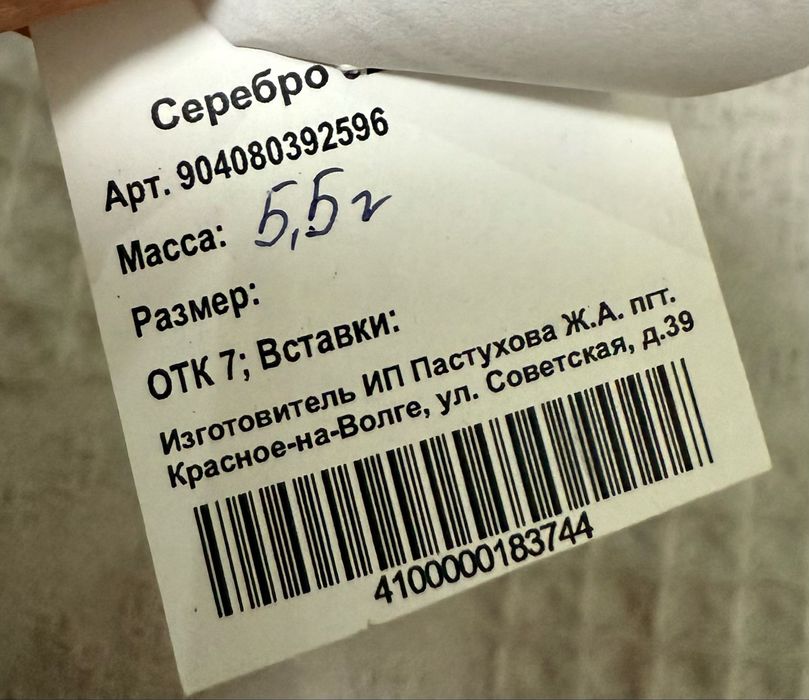 Серебро
Арт. 904080392596
Масса: 5,5 г
Размер:
ОТК 7; Вставки:
Изготовитель ИП Пастухова Ж.А. пгт.
Красное-на-Волге, ул. Советская, д.39
4100000183744